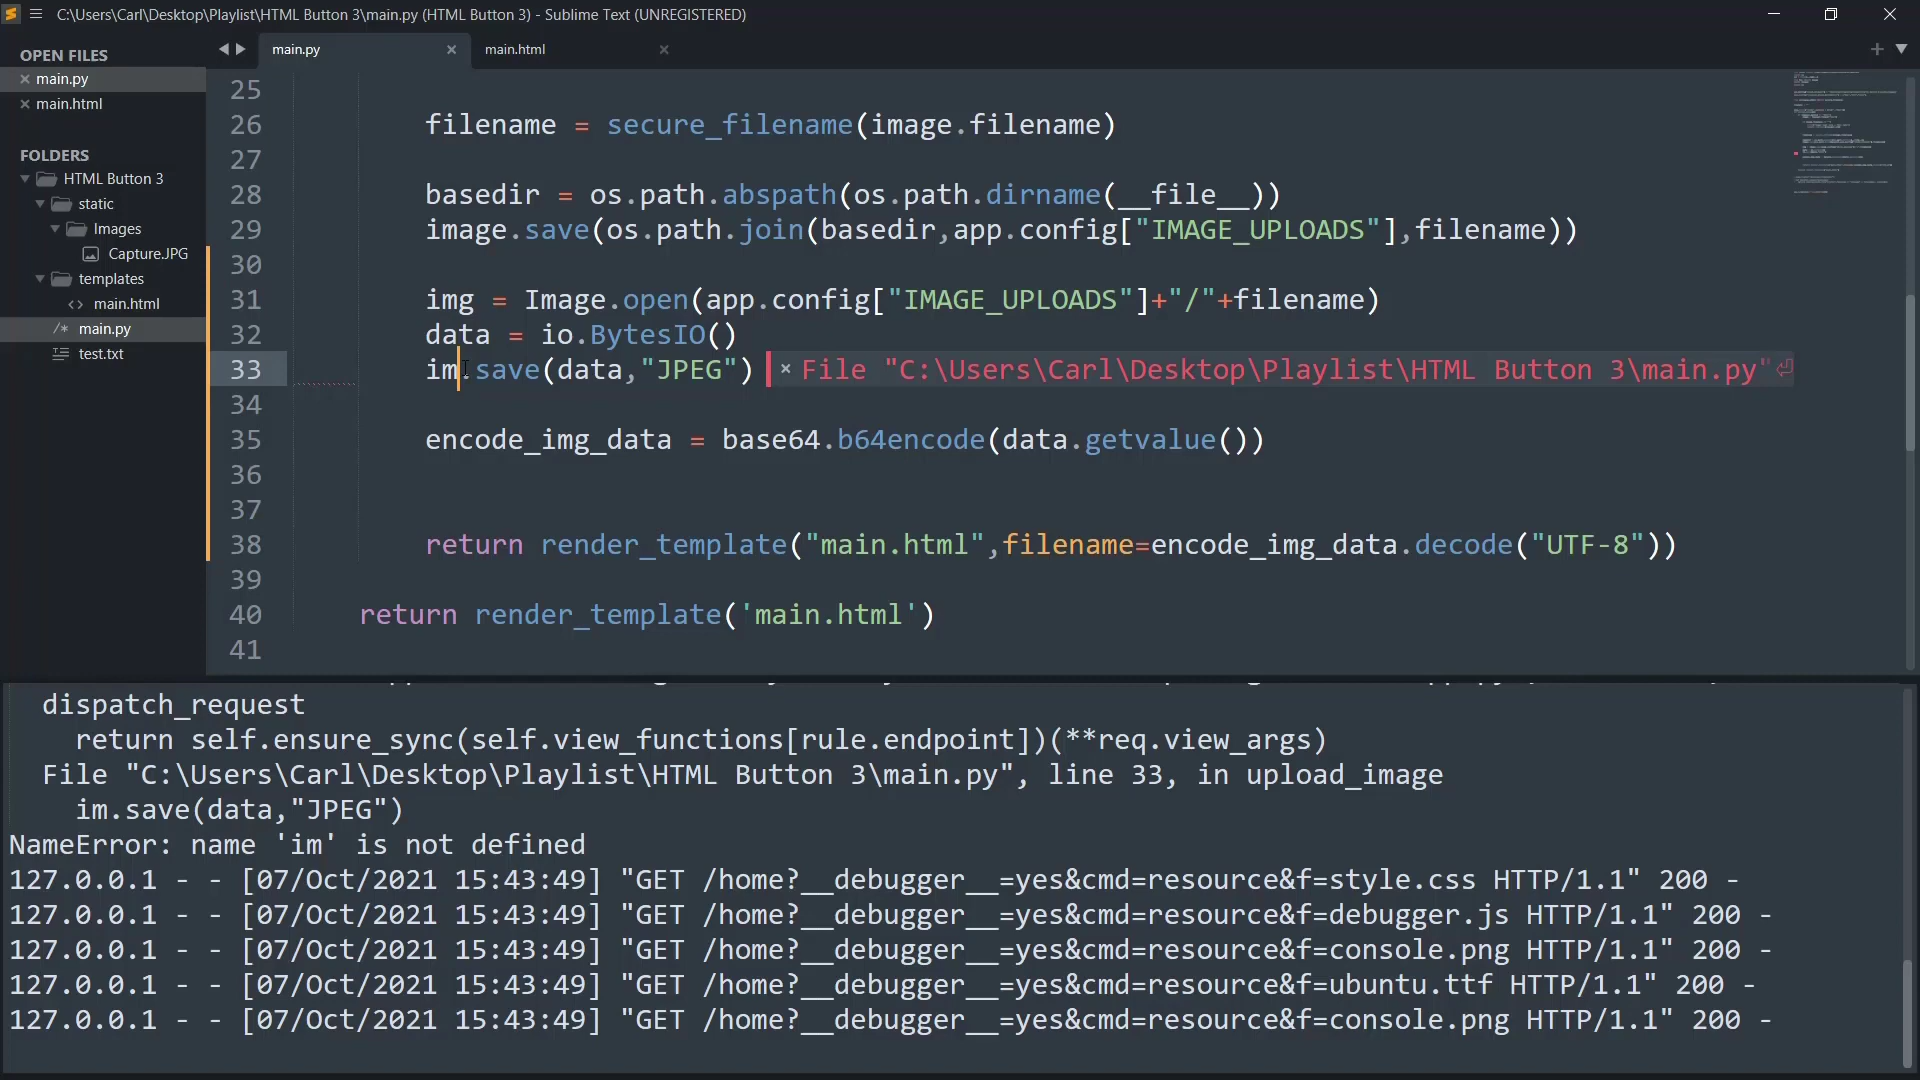 C:\Users\Carl\Desktop\Playlist\HTML Button 3\main.py (HTML Button 3) - Sublime Text (UNREGISTERED)
OPEN FILES
main.py
main.html
FOLDERS
HTML Button 3
static
Images
Capture.JPG
templates
<> main.html
/* main.py
test.txt
main.py
main.html
25
26 filename = secure_filename(image.filename)
27
28 basedir = os.path.abspath(os.path.dirname(__file__))
29 image.save(os.path.join(basedir,app.config["IMAGE_UPLOADS"],filename))
30
31 img = Image.open(app.config["IMAGE_UPLOADS"]+"/"+filename)
32 data = io.BytesIO()
33 im.save(data,"JPEG") × File "C:\Users\Carl\Desktop\Playlist\HTML Button 3\main.py"⏎
34
35 encode_img_data = base64.b64encode(data.getvalue())
36
37
38 return render_template("main.html",filename=encode_img_data.decode("UTF-8"))
39
40 return render_template('main.html')
41
dispatch_request
return self.ensure_sync(self.view_functions[rule.endpoint])(**req.view_args)
File "C:\Users\Carl\Desktop\Playlist\HTML Button 3\main.py", line 33, in upload_image
im.save(data,"JPEG")
NameError: name 'im' is not defined
127.0.0.1 - - [07/Oct/2021 15:43:49] "GET /home?__debugger__=yes&cmd=resource&f=style.css HTTP/1.1" 200 -
127.0.0.1 - - [07/Oct/2021 15:43:49] "GET /home?__debugger__=yes&cmd=resource&f=debugger.js HTTP/1.1" 200 -
127.0.0.1 - - [07/Oct/2021 15:43:49] "GET /home?__debugger__=yes&cmd=resource&f=console.png HTTP/1.1" 200 -
127.0.0.1 - - [07/Oct/2021 15:43:49] "GET /home?__debugger__=yes&cmd=resource&f=ubuntu.ttf HTTP/1.1" 200 -
127.0.0.1 - - [07/Oct/2021 15:43:49] "GET /home?__debugger__=yes&cmd=resource&f=console.png HTTP/1.1" 200 -